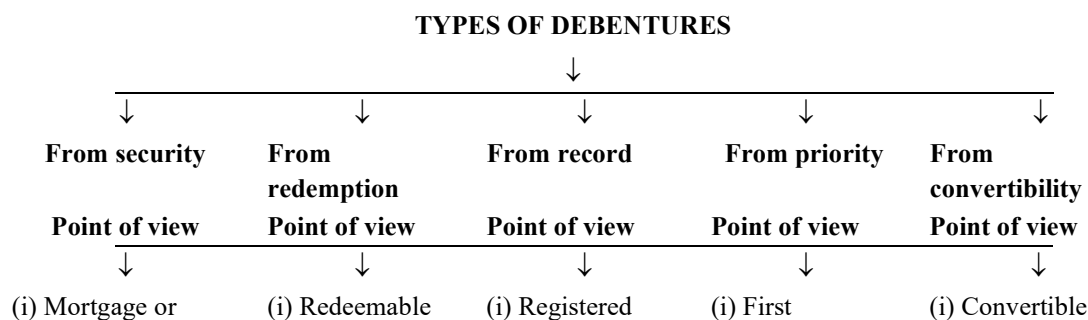 TYPES OF DEBENTURES
From security From From record From priority From
redemption convertibility
Point of view Point of view Point of view Point of view Point of view
(i) Mortgage or (i) Redeemable (i) Registered (i) First (i) Convertible